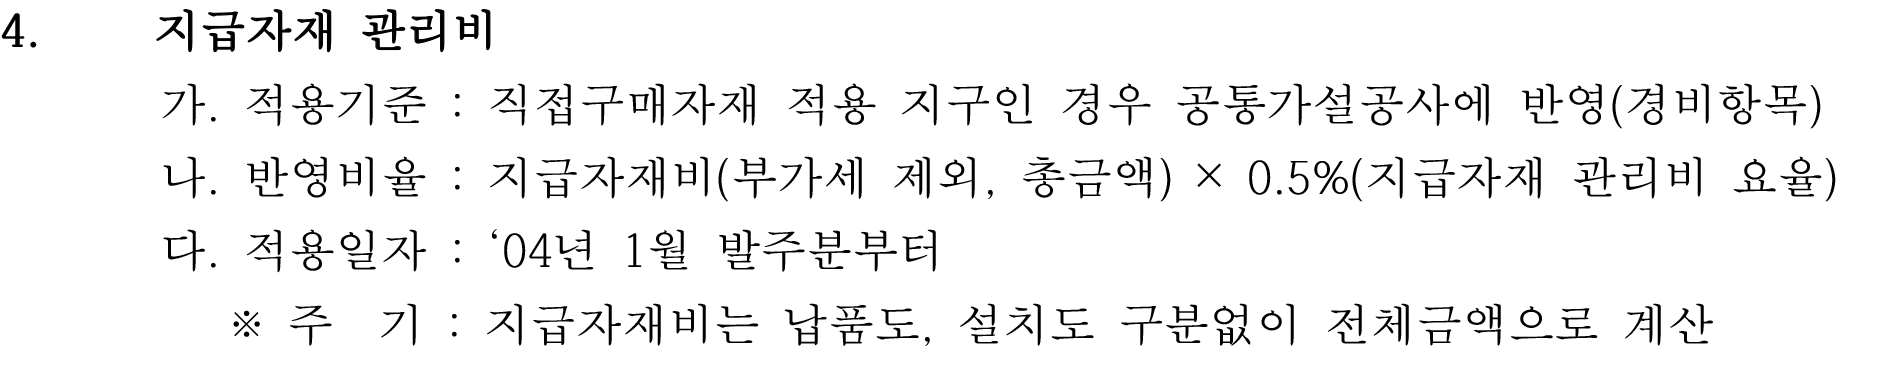 4. 지급자재 관리비
가. 적용기준 : 직접구매자재 적용 지구인 경우 공통가설공사에 반영(경비항목)
나. 반영비율 : 지급자재비(부가세 제외, 총금액) × 0.5%(지급자재 관리비 요율)
다. 적용일자 : ‘04년 1월 발주분부터
※ 주 기 : 지급자재비는 납품도, 설치도 구분없이 전체금액으로 계산